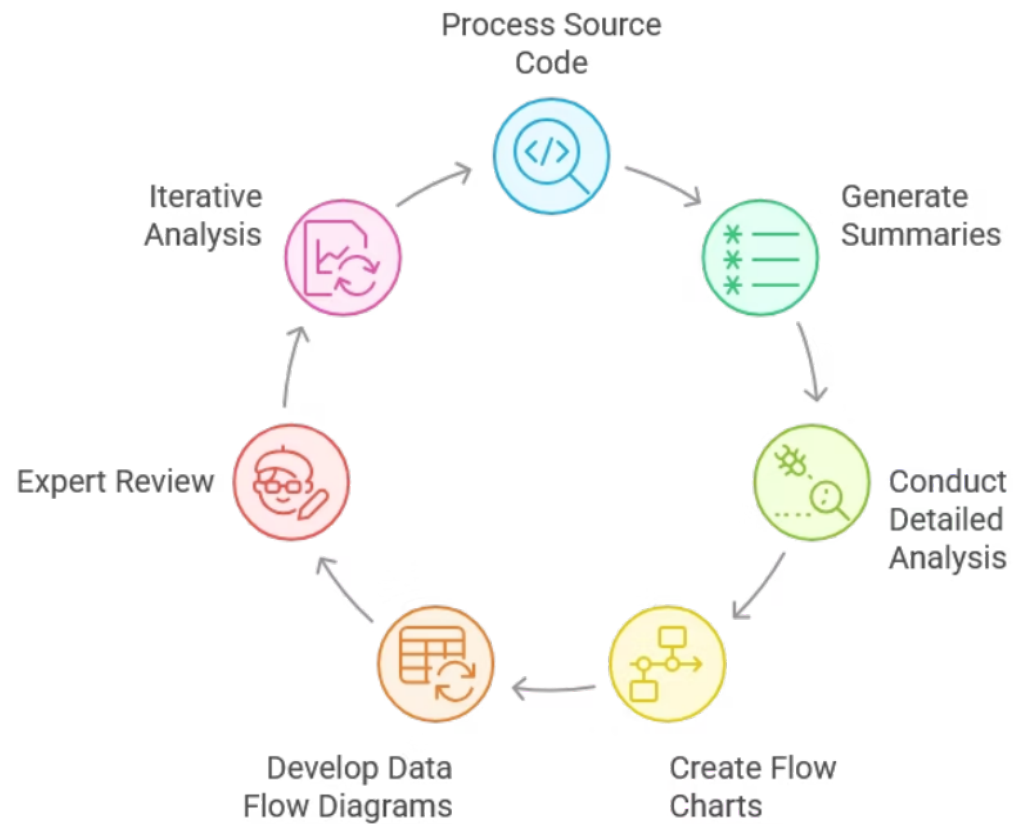 Process Source
Code
Generate
Summaries
Conduct
Detailed
Analysis
Create Flow
Charts
Develop Data
Flow Diagrams
Expert Review
Iterative
Analysis